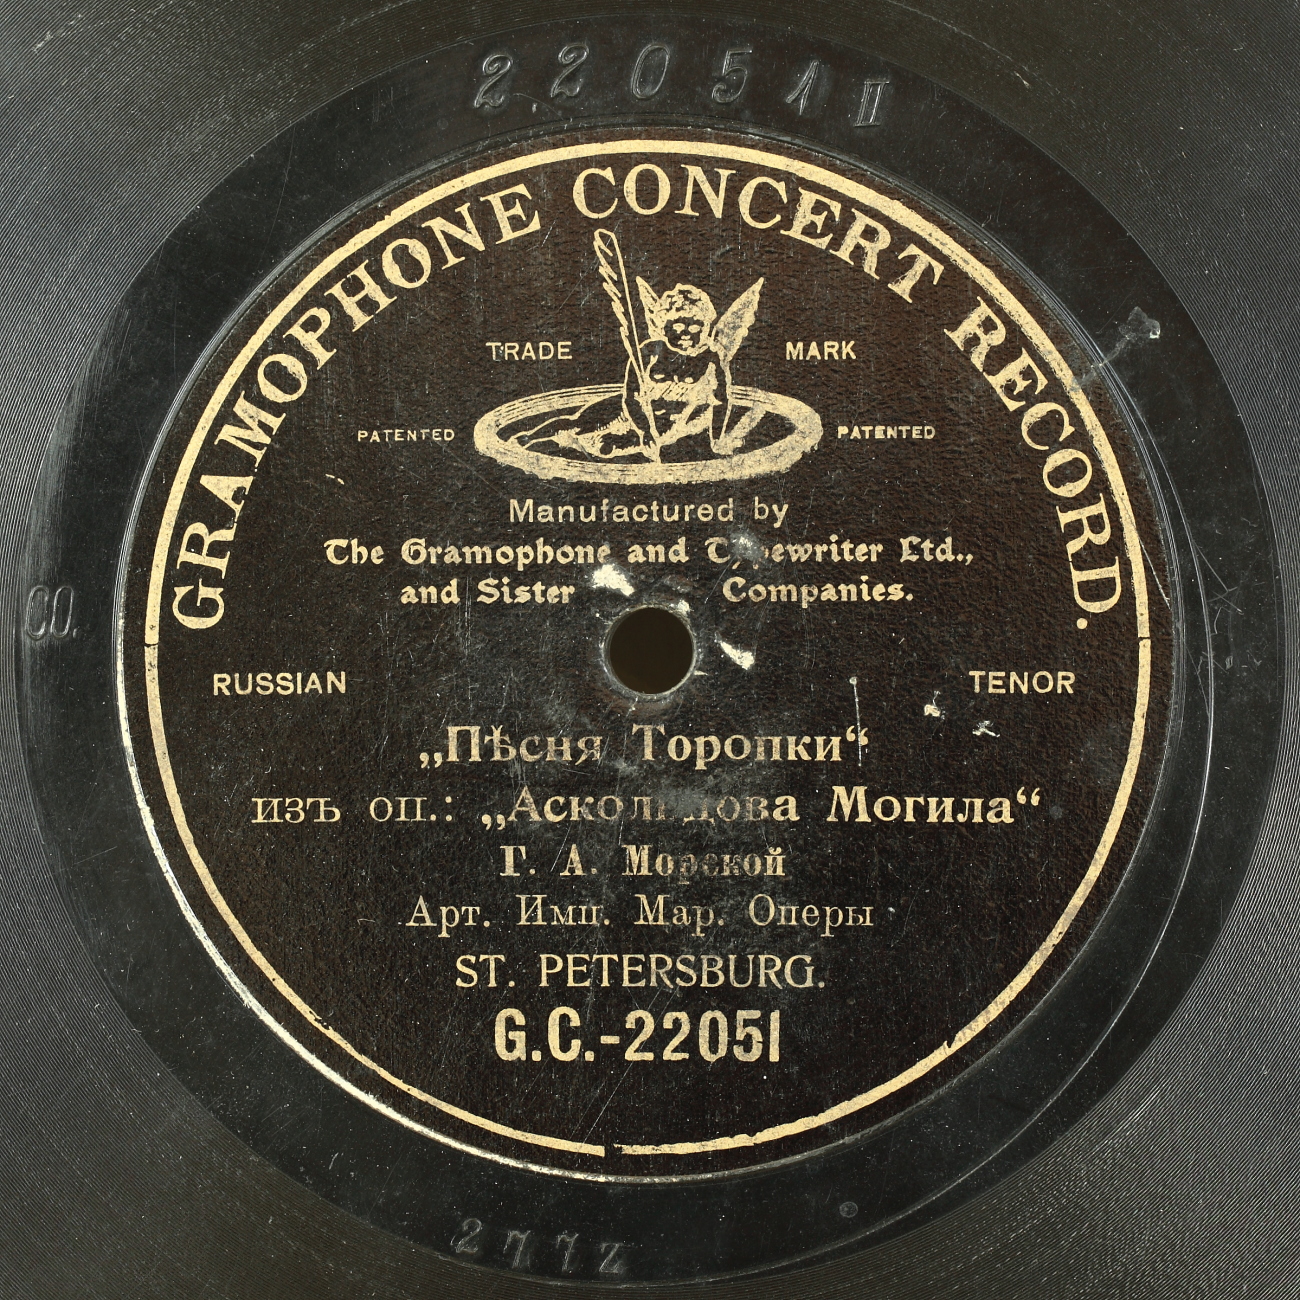 22051 II
GRAMOPHONE CONCERT RECORD.
TRADE MARK
PATENTED PATENTED
Manufactured by
The Gramophone and Typewriter Ltd.,
and Sister Companies.
CO.
RUSSIAN TENOR
„Пѣсня Торопки“
изъ оп.: „Аскольдова Могила“
Г. А. Морской
Арт. Имп. Мар. Оперы
ST. PETERSBURG.
G.C.-22051
277z